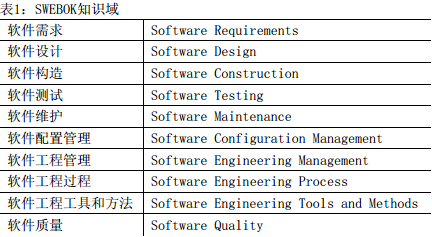 表1: SWEBOK知识域
软件需求 Software Requirements
软件设计 Software Design
软件构造 Software Construction
软件测试 Software Testing
软件维护 Software Maintenance
软件配置管理 Software Configuration Management
软件工程管理 Software Engineering Management
软件工程过程 Software Engineering Process
软件工程工具和方法 Software Engineering Tools and Methods
软件质量 Software Quality